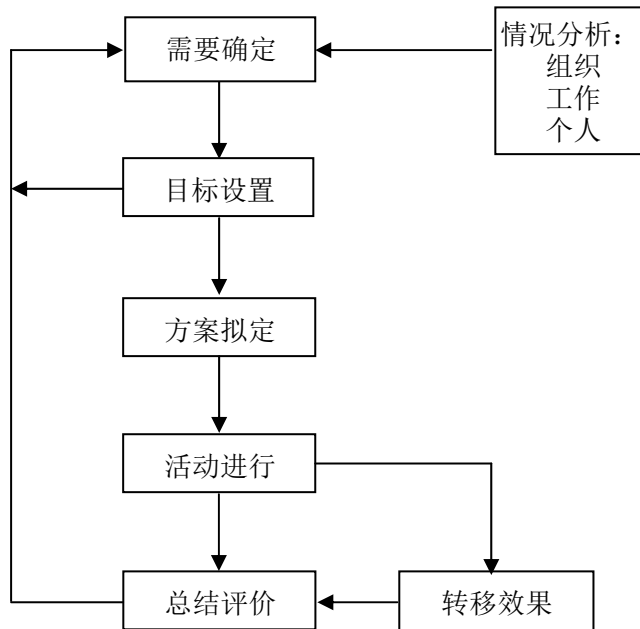 需要确定
情况分析：
组织
工作
个人
目标设置
方案拟定
活动进行
总结评价
转移效果